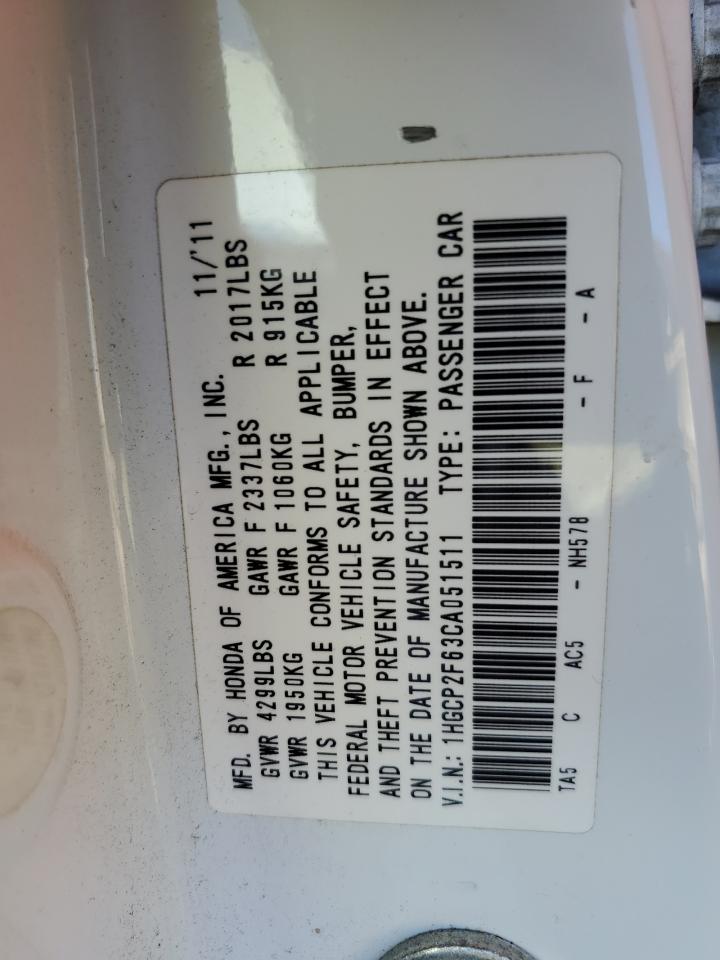 MFD. BY HONDA OF AMERICA MFG., INC. 11/'11
GVWR 4299LBS GAWR F 2337LBS R 2017LBS
GVWR 1950KG GAWR F 1060KG R 915KG
THIS VEHICLE CONFORMS TO ALL APPLICABLE
FEDERAL MOTOR VEHICLE SAFETY, BUMPER,
AND THEFT PREVENTION STANDARDS IN EFFECT
ON THE DATE OF MANUFACTURE SHOWN ABOVE.
V.I.N.: 1HGCP2F63CA051511 TYPE: PASSENGER CAR
TA5 C AC5 - NH578 - F - A